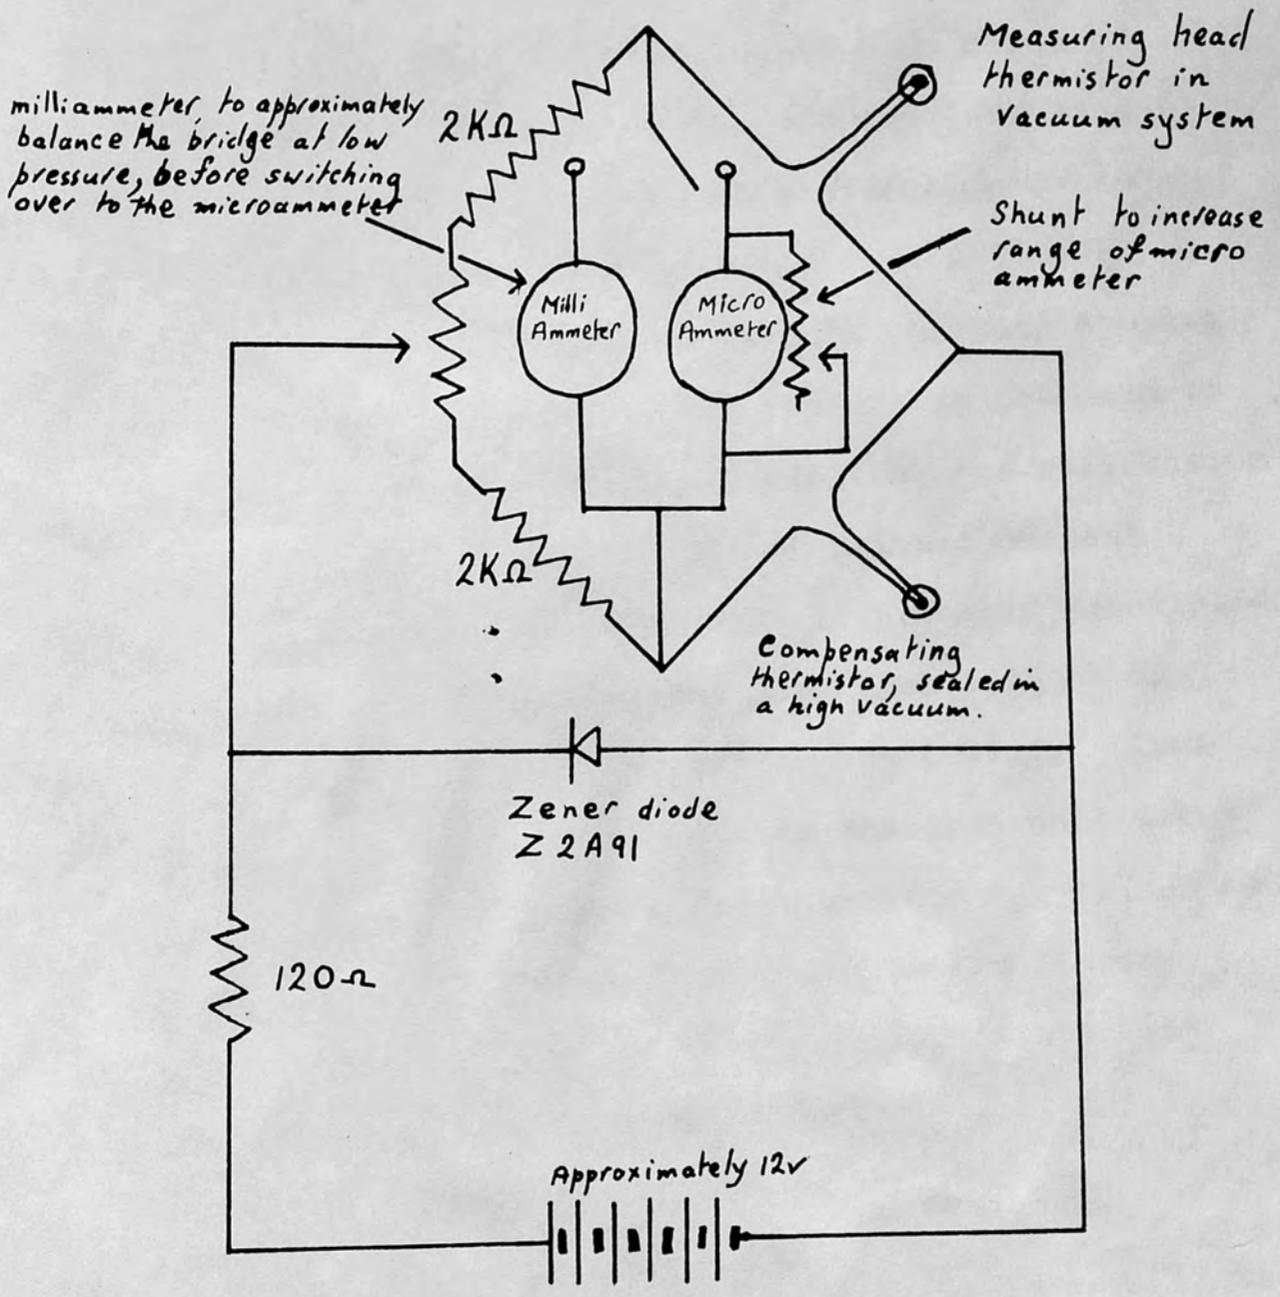 Measuring head
thermistor in
vacuum system
milliammeter, to approximately
balance the bridge at low
pressure, before switching
over to the microammeter
2KΩ
Shunt to increase
range of micro
ammeter
Milli
Ammeter
Micro
Ammeter
2KΩ
Compensating
thermistor, sealed in
a high vacuum.
Zener diode
Z2A91
120Ω
Approximately 12v